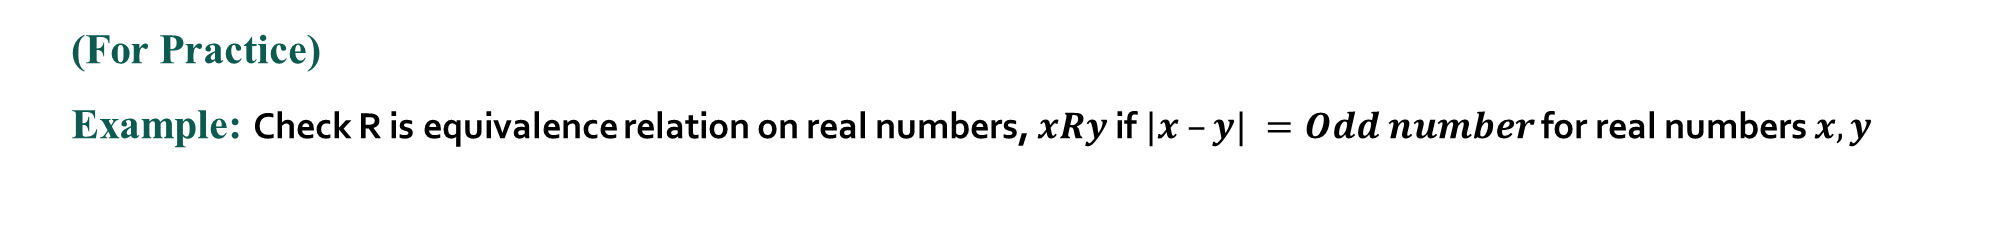 (For Practice)
Example: Check R is equivalence relation on real numbers, xRy if |x – y| = Odd number for real numbers x, y